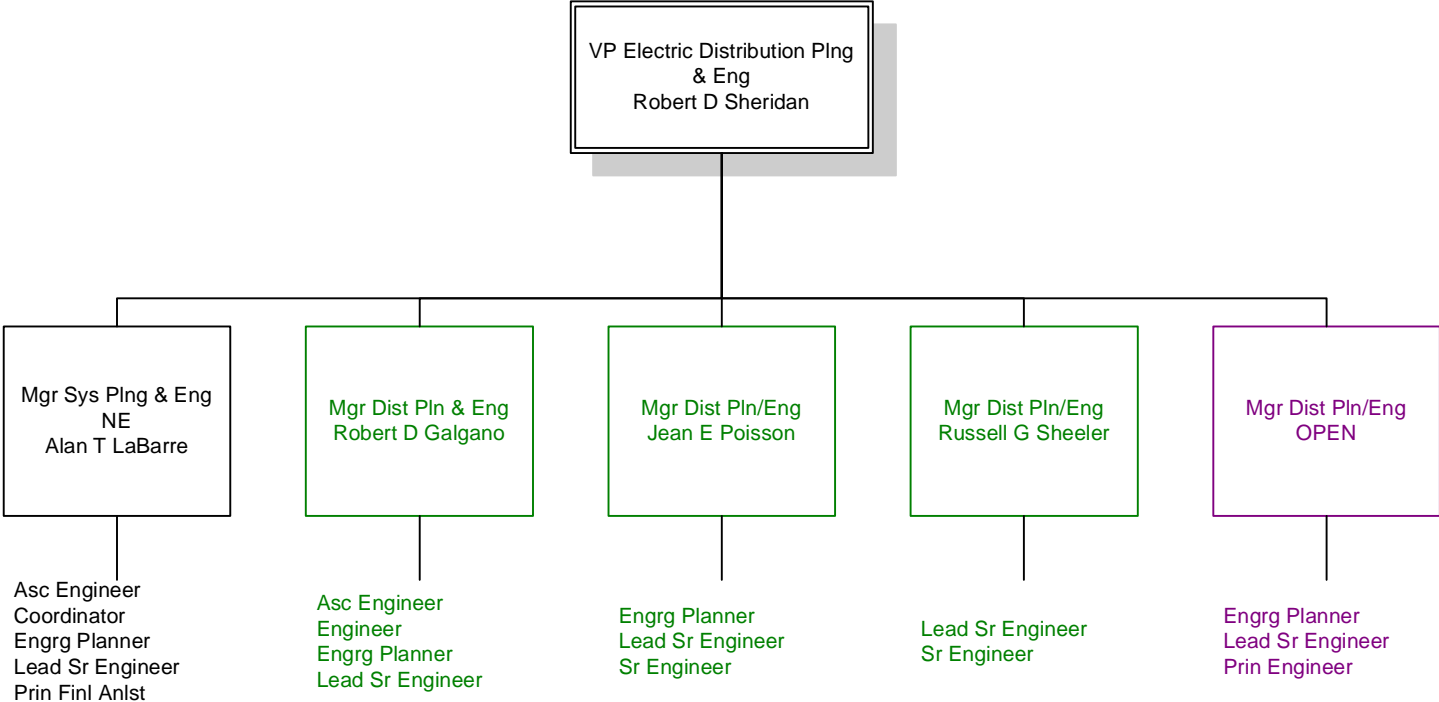 VP Electric Distribution Plng
& Eng
Robert D Sheridan
Mgr Sys Plng & Eng
NE
Alan T LaBarre
Mgr Dist Pln & Eng
Robert D Galgano
Mgr Dist Pln/Eng
Jean E Poisson
Mgr Dist Pln/Eng
Russell G Sheeler
Mgr Dist Pln/Eng
OPEN
Asc Engineer
Coordinator
Engrg Planner
Lead Sr Engineer
Prin Finl Anlst
Asc Engineer
Engineer
Engrg Planner
Lead Sr Engineer
Engrg Planner
Lead Sr Engineer
Sr Engineer
Lead Sr Engineer
Sr Engineer
Engrg Planner
Lead Sr Engineer
Prin Engineer